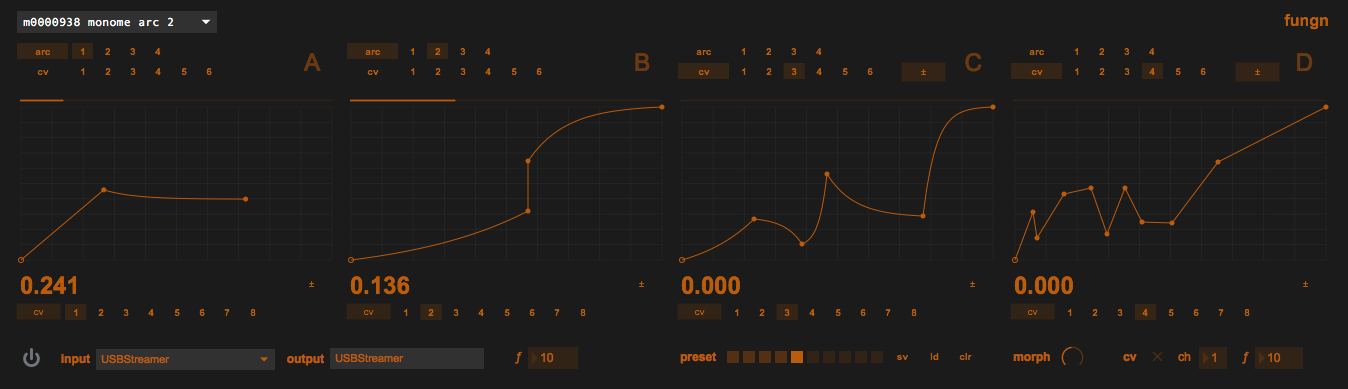 m0000938 monome arc 2
fungn
arc 1 2 3 4
cv 1 2 3 4 5 6
A
arc 1 2 3 4
cv 1 2 3 4 5 6
B
arc 1 2 3 4
cv 1 2 3 4 5 6 ±
C
arc 1 2 3 4
cv 1 2 3 4 5 6 ±
D
0.241 ±
cv 1 2 3 4 5 6 7 8
0.136 ±
cv 1 2 3 4 5 6 7 8
0.000 ±
cv 1 2 3 4 5 6 7 8
0.000 ±
cv 1 2 3 4 5 6 7 8
input USBStreamer output USBStreamer f 10
preset sv ld clr
morph cv ch 1 f 10